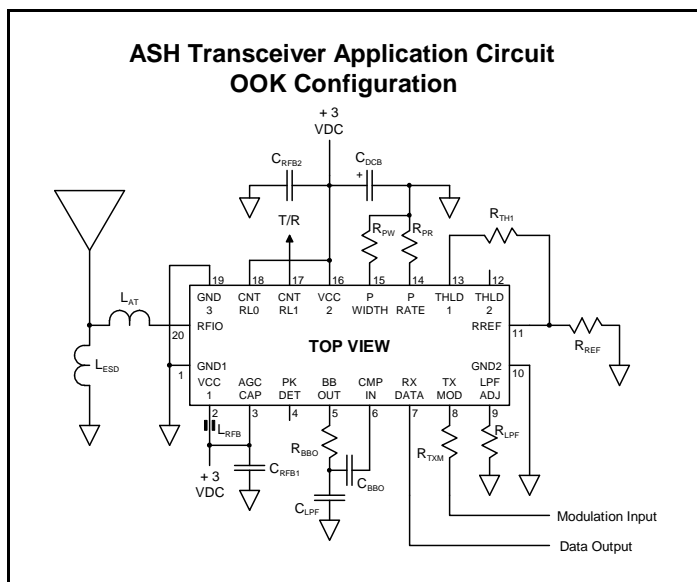 ASH Transceiver Application Circuit
OOK Configuration
+ 3
VDC
CRFB2
CDCB
+
T/R
RPW
RPR
RTH1
19
18
17
16
15
14
13
12
GND
3
CNT
RL0
CNT
RL1
VCC
2
P
WIDTH
P
RATE
THLD
1
THLD
2
LAT
20
RFIO
RREF
11
RREF
TOP VIEW
LESD
1
GND1
GND2
10
VCC
1
AGC
CAP
PK
DET
BB
OUT
CMP
IN
RX
DATA
TX
MOD
LPF
ADJ
2
3
4
5
6
7
8
9
LRFB
RBBO
RTXM
RLPF
+ 3
VDC
CRFB1
CBBO
CLPF
Modulation Input
Data Output